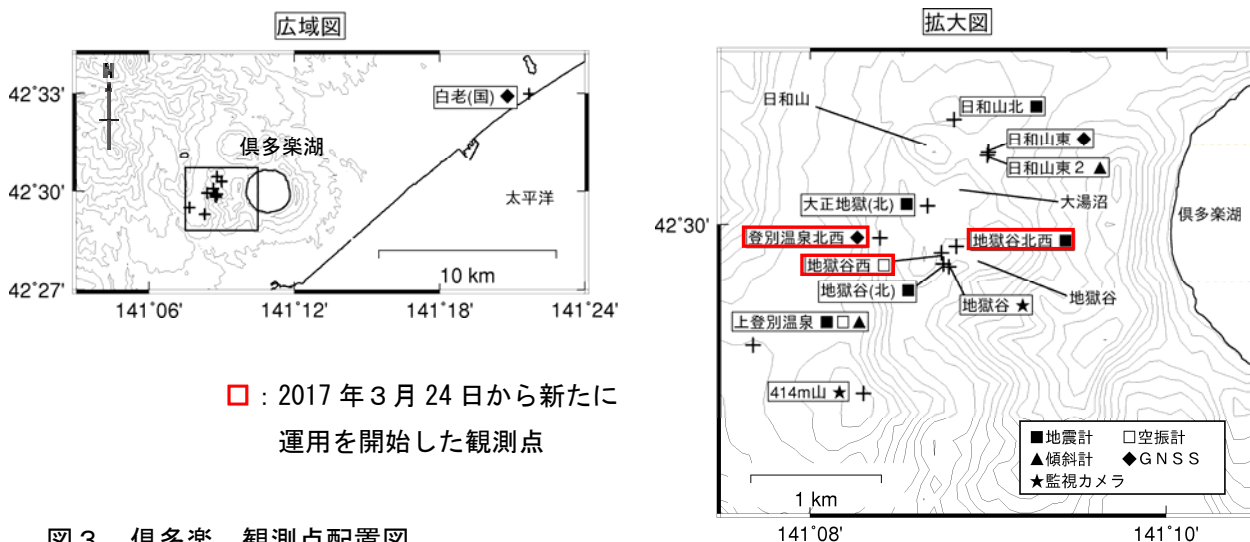 広域図
N
42°33'
42°30'
42°27'
141°06'
141°12'
141°18'
141°24'
白老(国) ◆
倶多楽湖
太平洋
10 km
□：2017年３月24日から新たに
運用を開始した観測点
拡大図
日和山
日和山北 ■
日和山東 ◆
日和山東２ ▲
大湯沼
大正地獄(北) ■
倶多楽湖
42°30'
登別温泉北西 ◆
地獄谷北西 ■
地獄谷西 □
地獄谷(北) ■
地獄谷 ★
地獄谷
上登別温泉 ■□▲
414m山 ★
■地震計 □空振計
▲傾斜計 ◆ＧＮＳＳ
★監視カメラ
1 km
141°08'
141°10'
図３ 倶多楽 観測点配置図